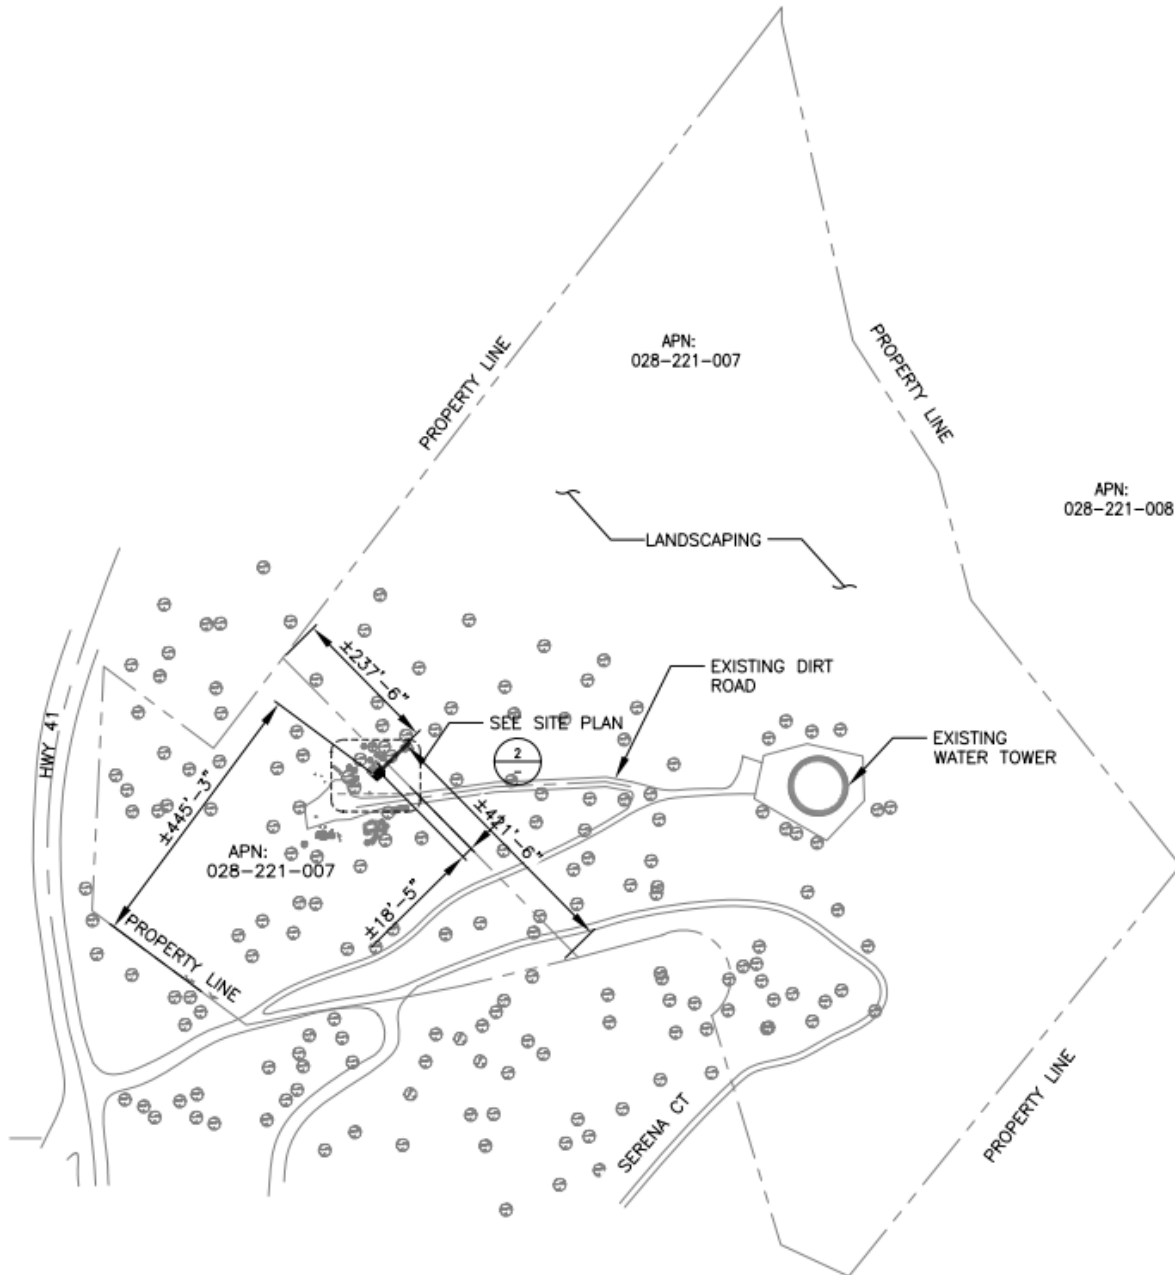 APN:
028-221-007
PROPERTY LINE
PROPERTY LINE
APN:
028-221-008
LANDSCAPING
±237'-6"
EXISTING DIRT
ROAD
SEE SITE PLAN
2
-
EXISTING
WATER TOWER
HWY 41
±445'-3"
±421'-6"
APN:
028-221-007
±18'-5"
PROPERTY LINE
SERENA CT
PROPERTY LINE